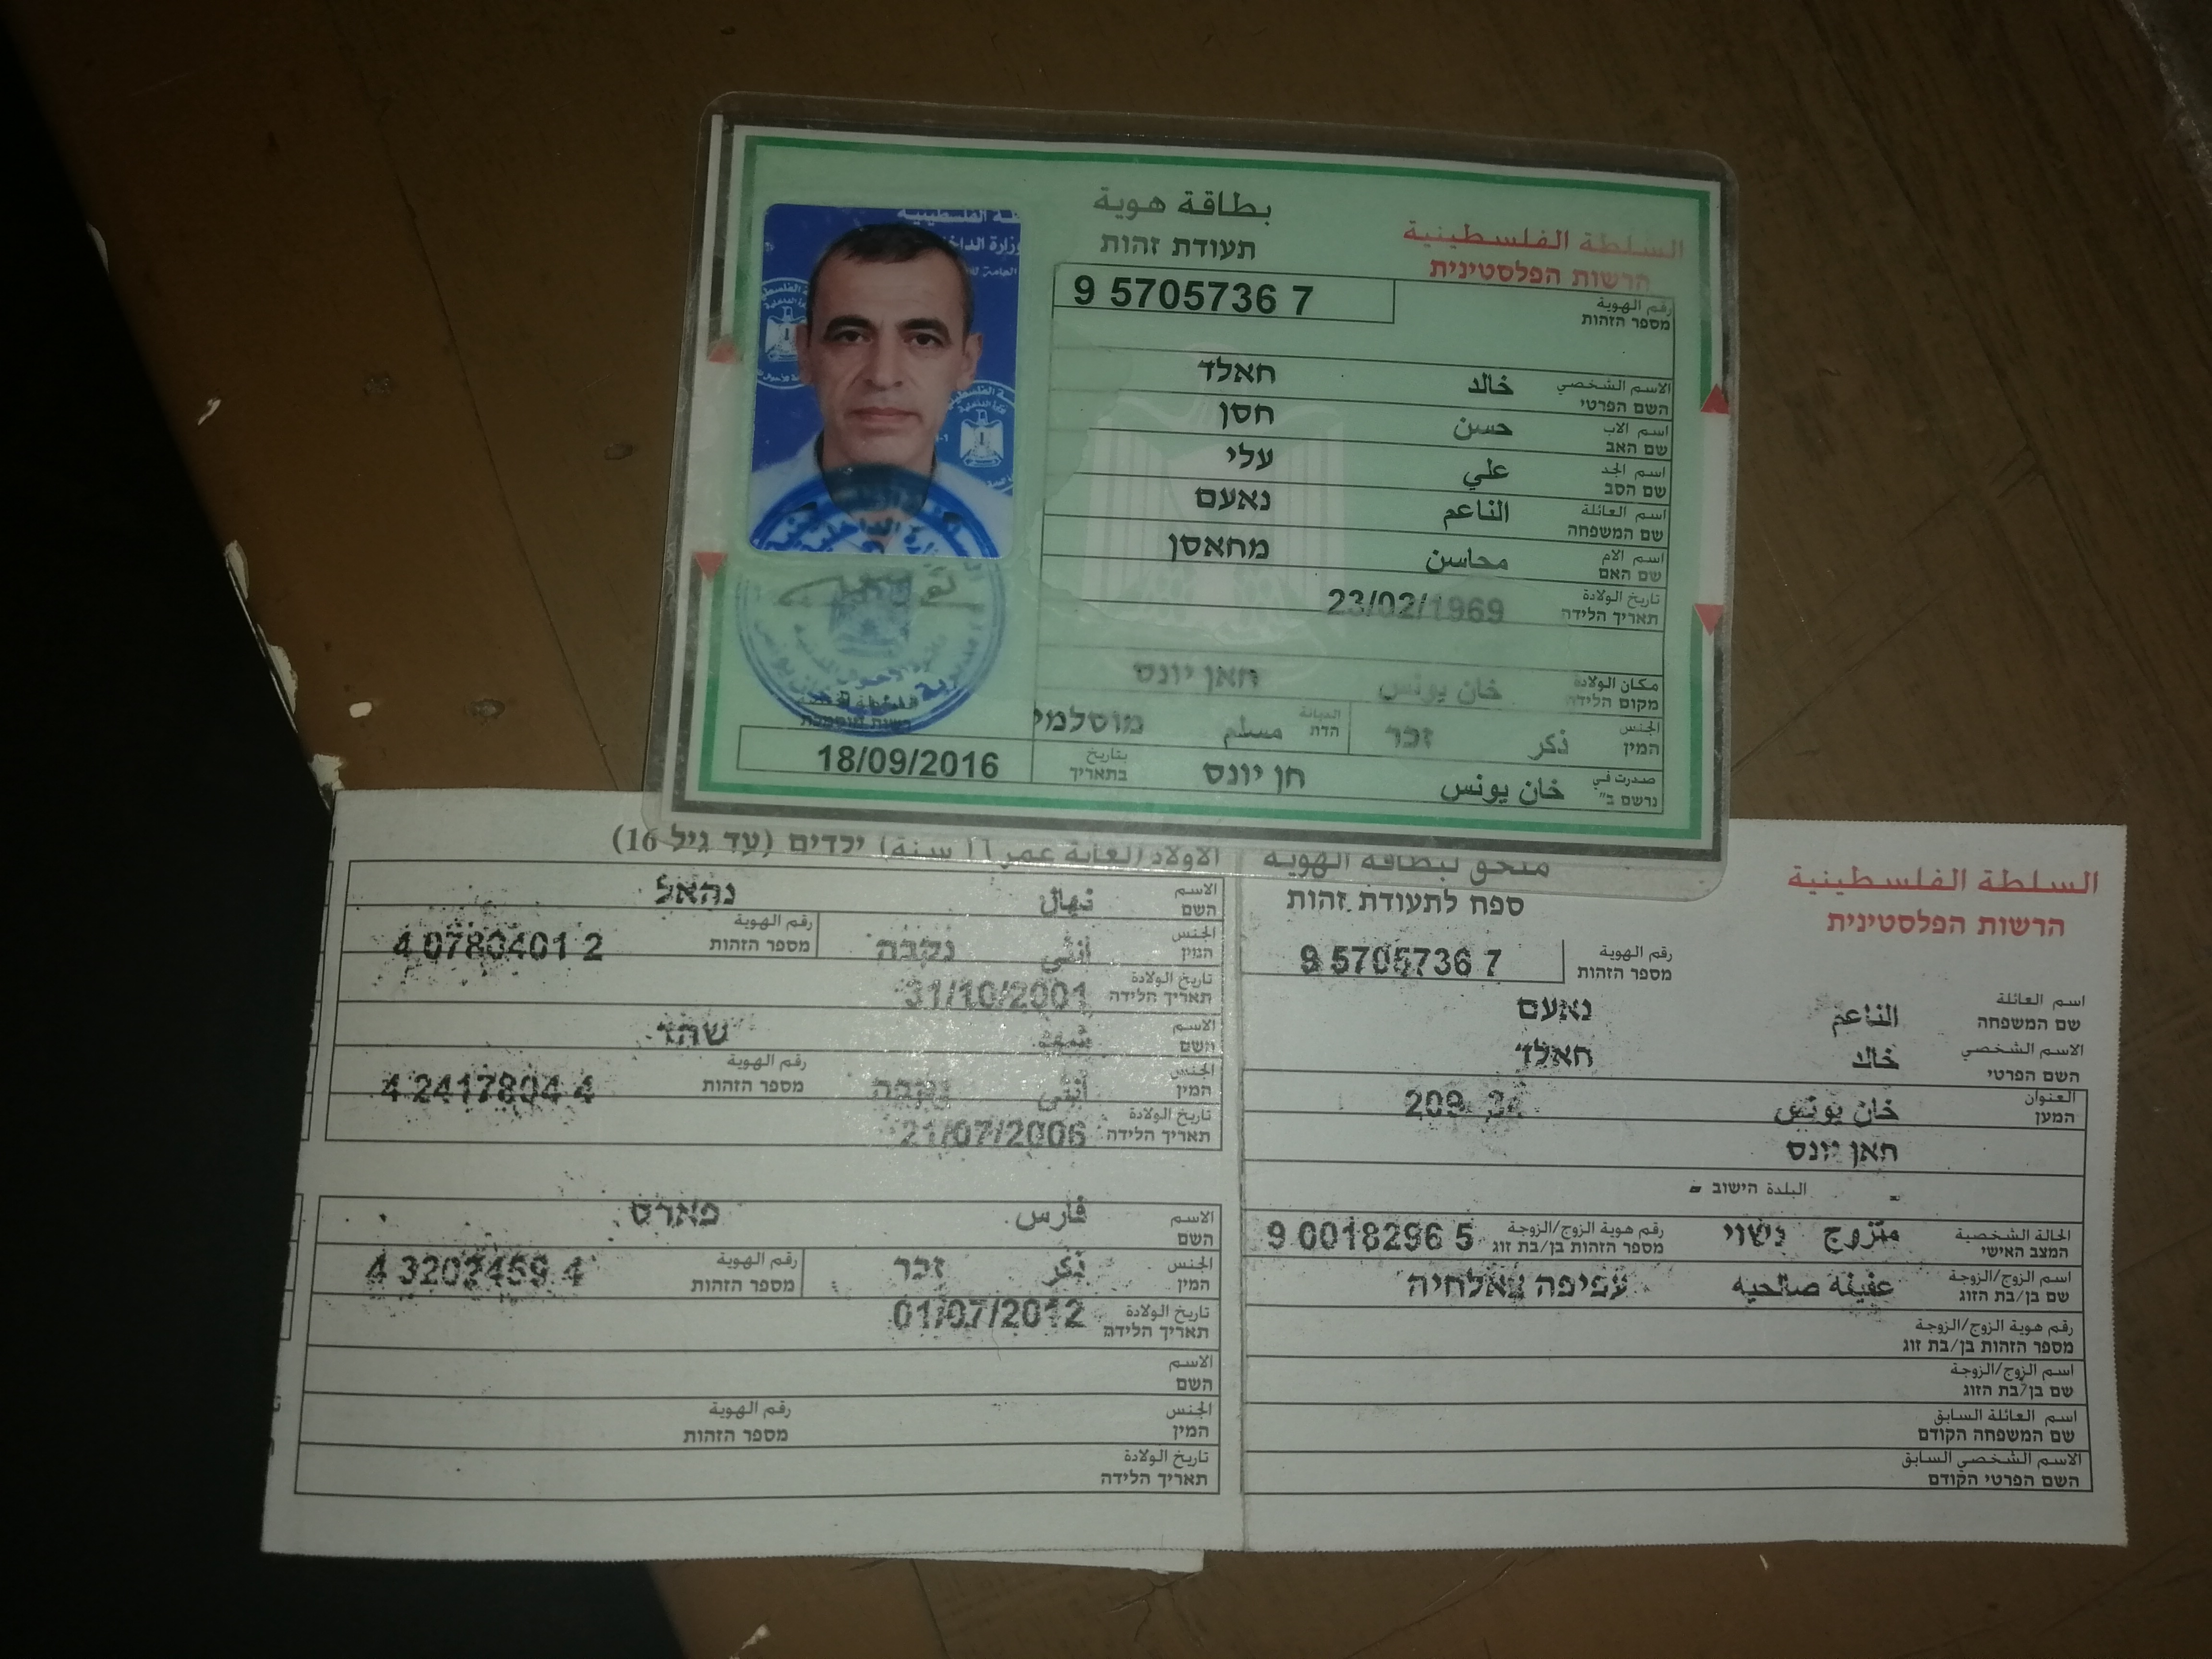 بطاقة هوية
תעודת זהות
السلطة الفلسطينية
הרשות הפלסטינית
رقم الهوية
מספר הזהות
9 5705736 7
الاسم الشخصي خالد חאלד
השם הפרטי
اسم الاب حسن חסן
שם האב
اسم الجد علي עלי
שם הסב
اسم العائلة الناعم נאעם
שם המשפחה
اسم الام محاسن מחאסן
שם האם
تاريخ الولادة 23/02/1969
תאריך הלידה
مكان الولادة خان يونس חאן יונס
מקום הלידה
الجنس ذكر זכר الديانة مسلم מוסלמי
המין הדת
صدرت في خان يونس חן יונס بتاريخ 18/09/2016
נרשם ב" בתאריך
ملحق لبطاقة الهوية
ספח לתעודת זהות
السلطة الفلسطينية
הרשות הפלסטינית
رقم الهوية 9 5705736 7
מספר הזהות
اسم العائلة الناعم נאעם
שם המשפחה
الاسم الشخصي خالد חאלד
השם הפרטי
العنوان خان يونس 209
המען
חאן יונס
البلدة הישוב -
الحالة الشخصية متزوج נשוי رقم هوية الزوج/الزوجة 9 0018296 5
המצב האישי מספר הזהות בן/בת זוג
اسم الزوج/الزوجة عفيفه صالحيه עפיפה צאלחיה
שם בן/בת הזוג
رقم هوية الزوج/الزوجة
מספר הזהות בן/בת זוג
اسم الزوج/الزوجة
שם בן/בת הזוג
اسم العائلة السابق
שם המשפחה הקודם
الاسم الشخصي السابق
השם הפרטי הקודם
الاولاد (لغاية عمر ١٦ سنة) ילדים (עד גיל 16)
الاسم نهال נהאל
השם
الجنس انثى נקבה رقم الهوية 4 0780401 2
המין מספר הזהות
تاريخ الولادة 31/10/2001
תאריך הלידה
الاسم שהד
השם
الجنس انثى נקבה رقم الهوية 4 2417804 4
המין מספר הזהות
تاريخ الولادة 21/07/2006
תאריך הלידה
الاسم فارس פארס
השם
الجنس ذكر זכר رقم الهوية
המין מספר הזהות
تاريخ الولادة 01/07/2012
תאריך הלידה
الاسم
השם
الجنس رقم الهوية
המין מספר הזהות
تاريخ الولادة
תאריך הלידה